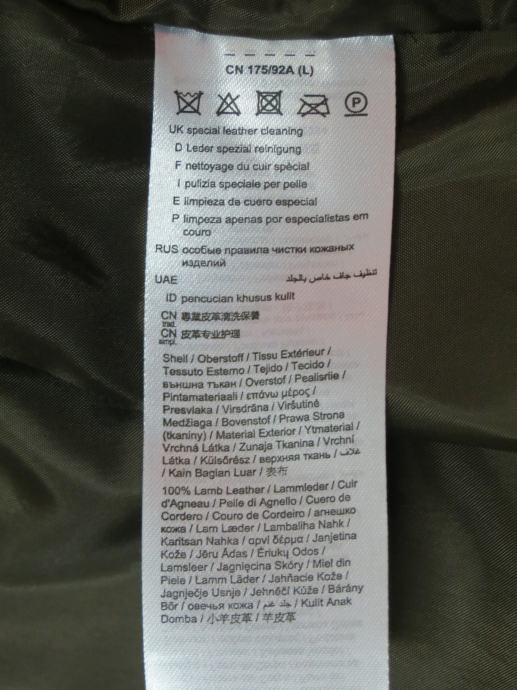 CN 175/92A (L)
P
UK special leather cleaning
D Leder spezial reinigung
F nettoyage du cuir spécial
I pulizia speciale per pelle
E limpieza de cuero especial
P limpeza apenas por especialistas em
couro
RUS особые правила чистки кожаных
изделий
UAE تنظيف جاف خاص بالجلد
ID pencucian khusus kulit
CN trad. 專業皮革清洗保養
CN simpl. 皮革专业护理
Shell / Oberstoff / Tissu Extérieur /
Tessuto Esterno / Tejido / Tecido /
външна тъкан / Overstof / Pealisriie /
Pintamateriaali / επάνω μέρος /
Presvlaka / Virsdrāna / Viršutinė
Medžiaga / Bovenstof / Prawa Strona
(tkaniny) / Material Exterior / Ytmaterial /
Vrchná Látka / Zunaja Tkanina / Vrchní
Látka / Külsőrész / верхняя ткань / غلاف
/ Kain Bagian Luar / 表布
100% Lamb Leather / Lammleder / Cuir
d'Agneau / Pelle di Agnello / Cuero de
Cordero / Couro de Cordeiro / агнешко
кожа / Lam Læder / Lambaliha Nahk /
Karitsan Nahka / αρνί δέρμα / Janjetina
Kože / Jēru Ādas / Ėriukų Odos /
Lamsleer / Jagnięcina Skóry / Miel din
Piele / Lamm Läder / Jahňacie Kože /
Jagnječje Usnje / Jehněčí Kůže / Bárány
Bőr / овечья кожа / جلد غنم / Kulit Anak
Domba / 小羊皮革 / 羊皮革